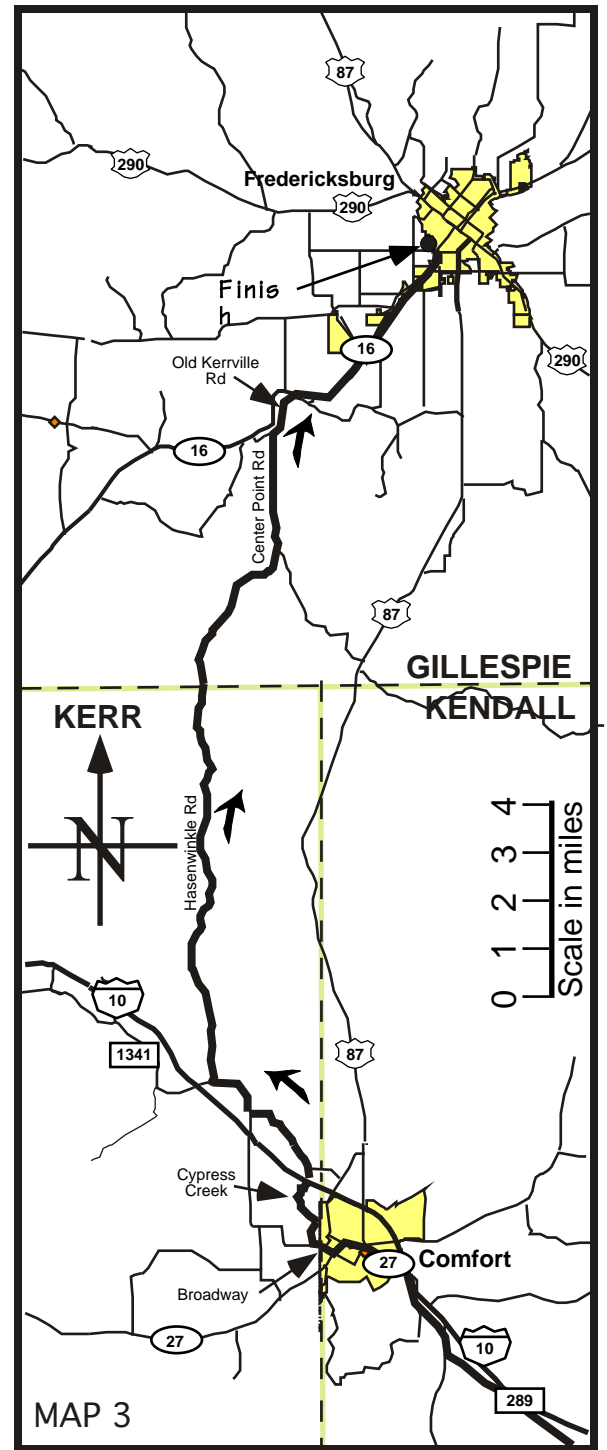 87
290
Fredericksburg
290
Finis
h
16
290
Old Kerrville
Rd
16
Center Point Rd
87
GILLESPIE
KERR
KENDALL
N
Hasenwinkle Rd
4
3
2
1
0
Scale in miles
10
1341
87
Cypress
Creek
Comfort
27
Broadway
27
10
289
MAP 3